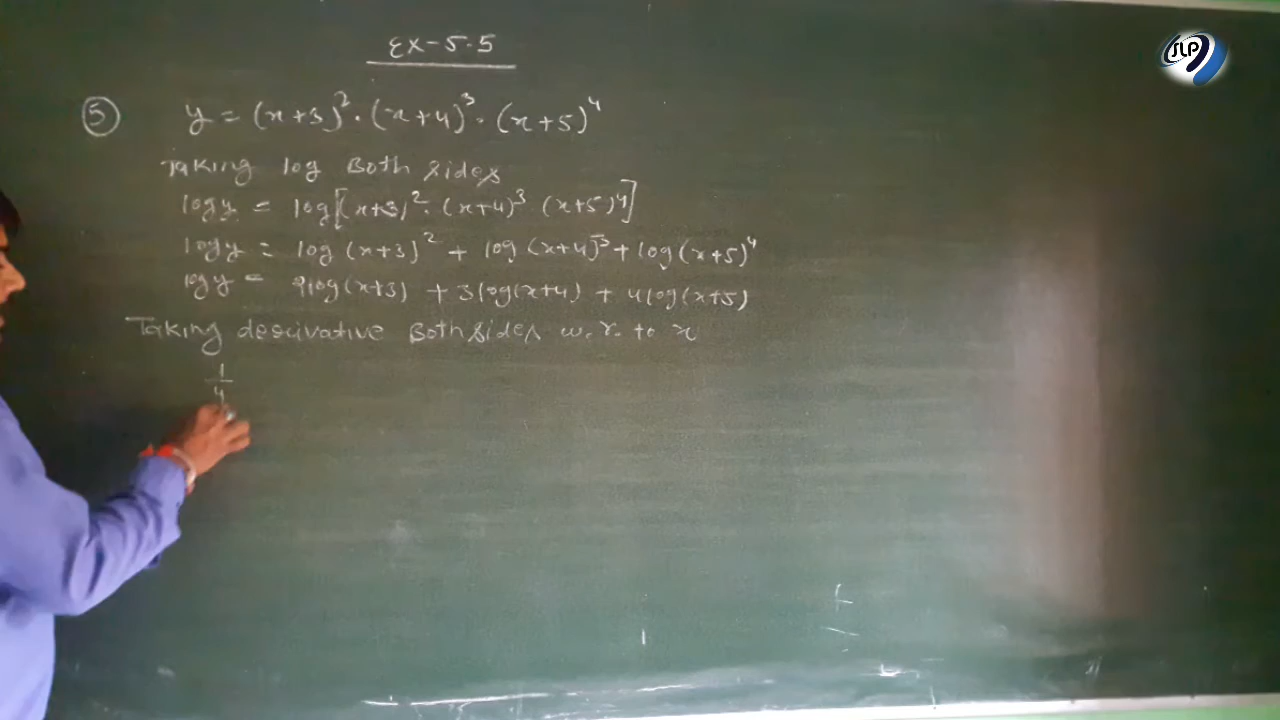 Ex-5.5
SLP
⑤ y = (x+3)² · (x+4)³ · (x+5)⁴
Taking log Both sides
log y = log[(x+3)² · (x+4)³ (x+5)⁴]
log y = log (x+3)² + log (x+4)³ + log (x+5)⁴
log y = 2log(x+3) + 3log(x+4) + 4log(x+5)
Taking derivative Both sides w. r. to x
1